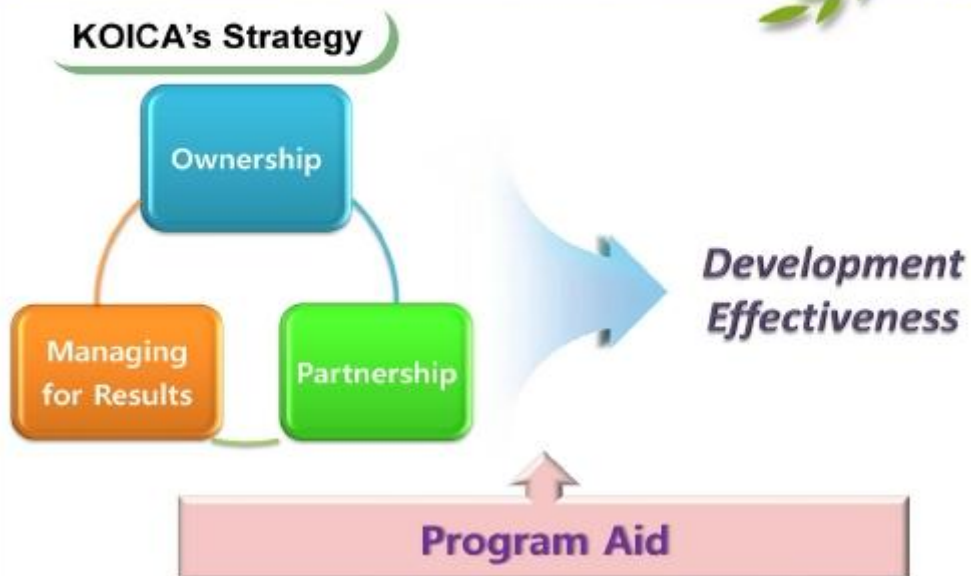 KOICA's Strategy
Ownership
Managing
for Results
Partnership
Development
Effectiveness
Program Aid